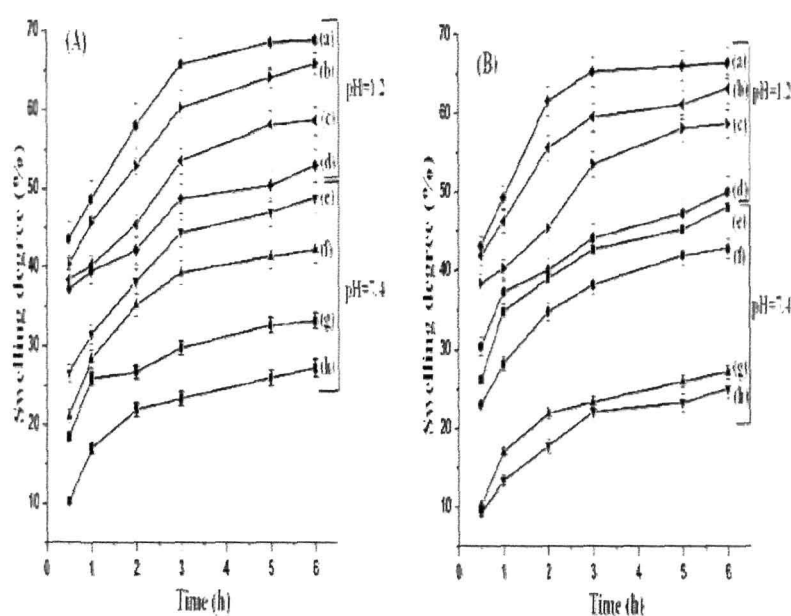 (A)
Swelling degree (%)
70
60
50
40
30
20
10
0
1
2
3
4
5
6
Time (h)
(a)
(b)
(c)
(d)
(e)
(f)
(g)
(h)
pH=1.2
pH=7.4
(B)
Swelling degree (%)
70
60
50
40
30
20
10
0
1
2
3
4
5
6
Time (h)
(a)
(b)
(c)
(d)
(e)
(f)
(g)
(h)
pH=1.2
pH=7.4